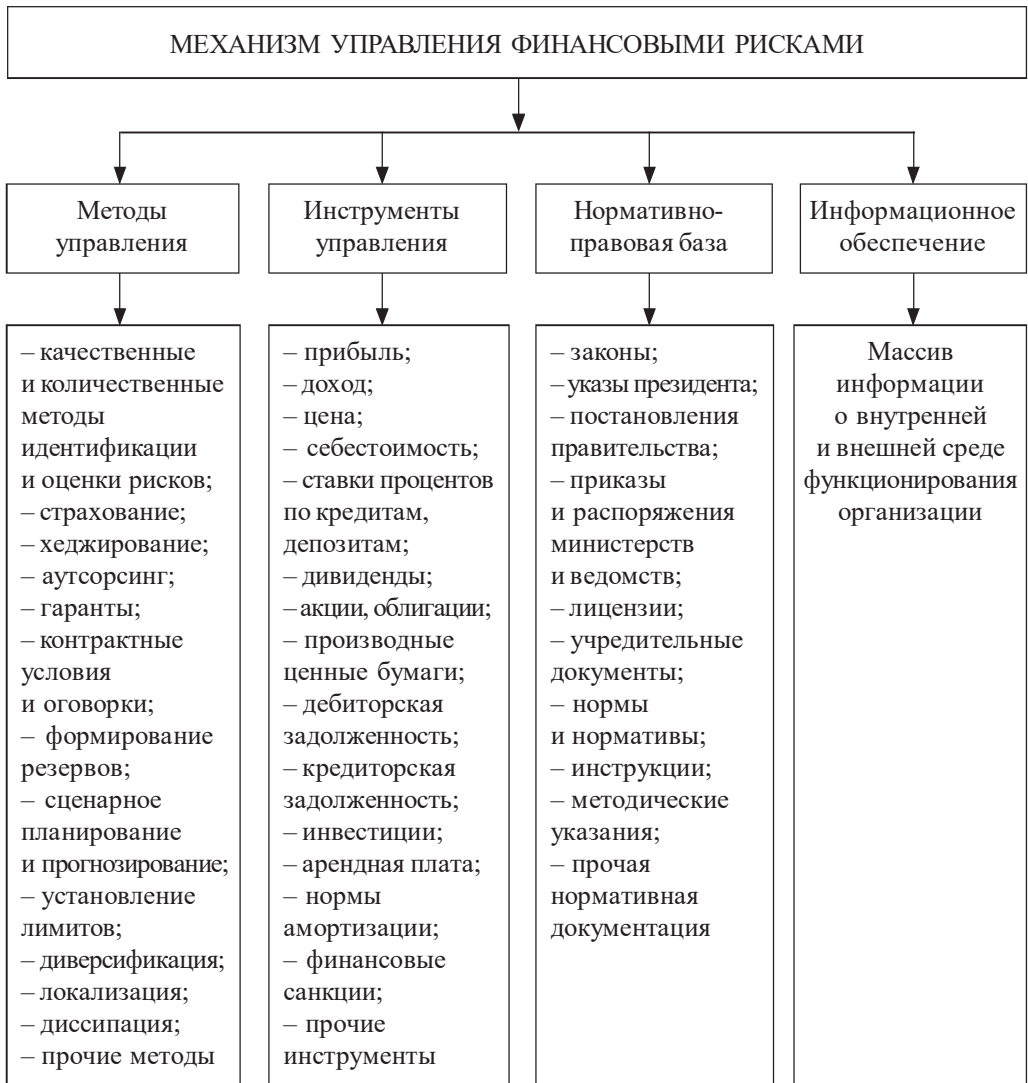 МЕХАНИЗМ УПРАВЛЕНИЯ ФИНАНСОВЫМИ РИСКАМИ
Методы
управления
Инструменты
управления
Нормативно-
правовая база
Информационное
обеспечение
– качественные
и количественные
методы
идентификации
и оценки рисков;
– страхование;
– хеджирование;
– аутсорсинг;
– гаранты;
– контрактные
условия
и оговорки;
– формирование
резервов;
– сценарное
планирование
и прогнозирование;
– установление
лимитов;
– диверсификация;
– локализация;
– диссипация;
– прочие методы
– прибыль;
– доход;
– цена;
– себестоимость;
– ставки процентов
по кредитам,
депозитам;
– дивиденды;
– акции, облигации;
– производные
ценные бумаги;
– дебиторская
задолженность;
– кредиторская
задолженность;
– инвестиции;
– арендная плата;
– нормы
амортизации;
– финансовые
санкции;
– прочие
инструменты
– законы;
– указы президента;
– постановления
правительства;
– приказы
и распоряжения
министерств
и ведомств;
– лицензии;
– учредительные
документы;
– нормы
и нормативы;
– инструкции;
– методические
указания;
– прочая
нормативная
документация
Массив
информации
о внутренней
и внешней среде
функционирования
организации